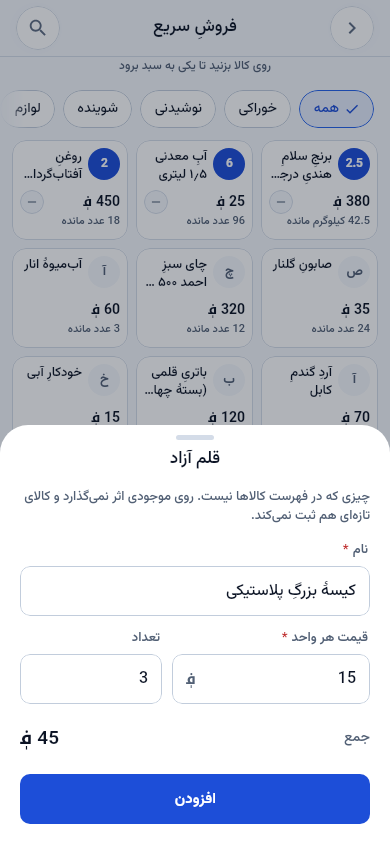 فروشِ سریع
روی کالا بزنید تا یکی به سبد برود
همه
خوراکی
نوشیدنی
شوینده
لوازم
2.5
برنجِ سلامِ
هندیِ درج...
380 ؋
42.5 کیلوگرم مانده
6
آبِ معدنی
۱٫۵ لیتری
25 ؋
96 عدد مانده
2
روغنِ
آفتاب‌گردا...
450 ؋
18 عدد مانده
ص
صابونِ گلنار
35 ؋
24 عدد مانده
چ
چای سبزِ
احمد ۵۰۰ ...
320 ؋
12 عدد مانده
آ
آب‌میوهٔ انار
60 ؋
3 عدد مانده
آ
آردِ گندمِ
کابل
70 ؋
ب
باتریِ قلمی
(بستهٔ چها...
120 ؋
خ
خودکارِ آبی
15 ؋
قلم آزاد
چیزی که در فهرست کالاها نیست. روی موجودی اثر نمی‌گذارد و کالای
تازه‌ای هم ثبت نمی‌کند.
نام *
کیسهٔ بزرگِ پلاستیکی
قیمت هر واحد *
تعداد
15 ؋
3
جمع
45 ؋
افزودن